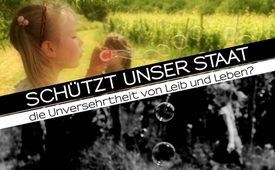 SCHÜTZT UNSER STAAT
die Unversehrtheit von Leib und Leben?